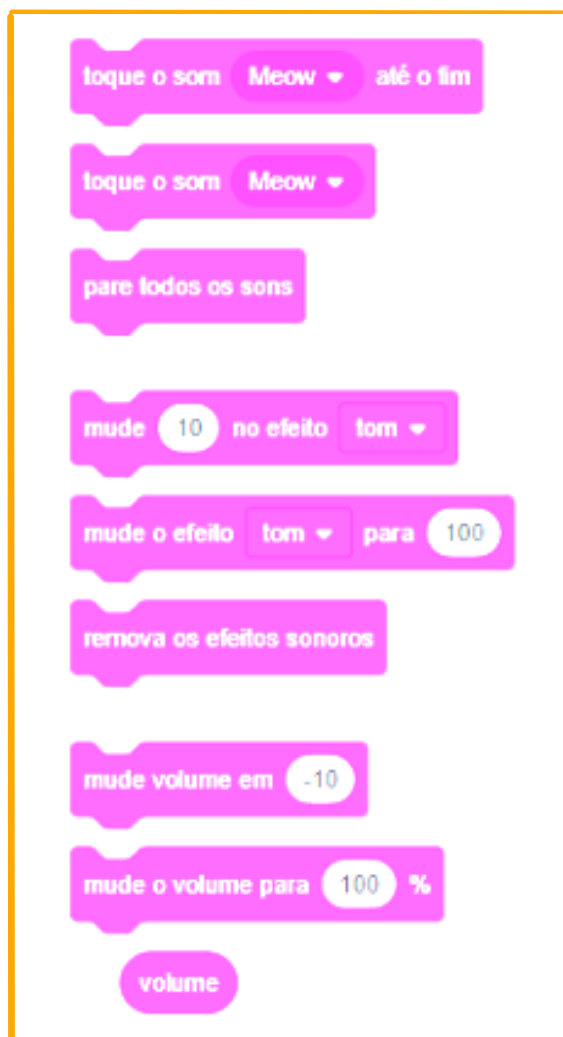 toque o som Meow até o fim
toque o som Meow
pare todos os sons
mude 10 no efeito tom
mude o efeito tom para 100
remova os efeitos sonoros
mude volume em -10
mude o volume para 100 %
volume